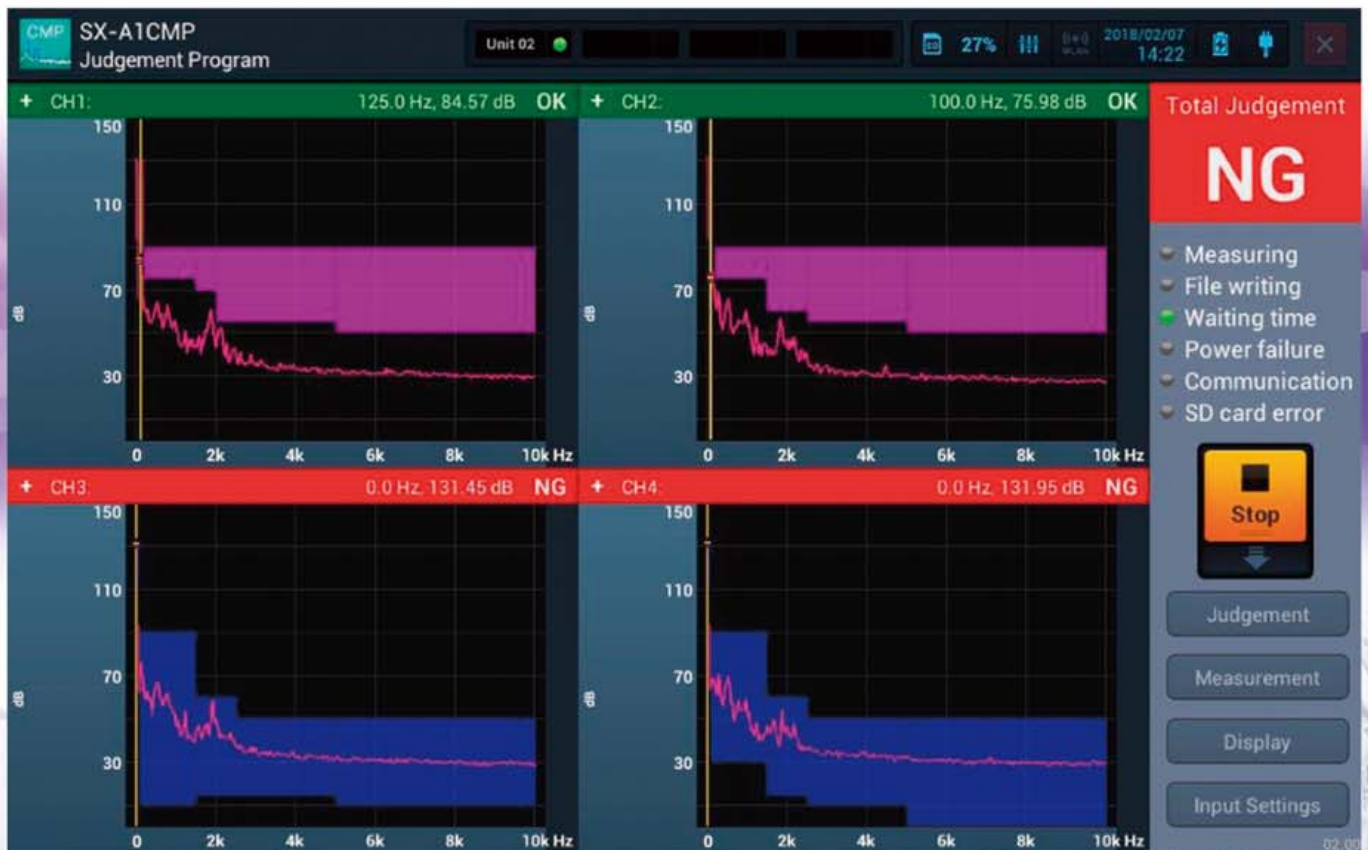 CMP
SX-A1CMP
Judgement Program
Unit 02
SD
27%
WLAN
2018/02/07
14:22
+ CH1: 125.0 Hz, 84.57 dB OK
+ CH2: 100.0 Hz, 75.98 dB OK
150
110
70
30
dB
0 2k 4k 6k 8k 10k Hz
150
110
70
30
dB
0 2k 4k 6k 8k 10k Hz
+ CH3: 0.0 Hz, 131.45 dB NG
+ CH4: 0.0 Hz, 131.95 dB NG
150
110
70
30
dB
0 2k 4k 6k 8k 10k Hz
150
110
70
30
dB
0 2k 4k 6k 8k 10k Hz
Total Judgement
NG
Measuring
File writing
Waiting time
Power failure
Communication
SD card error
Stop
Judgement
Measurement
Display
Input Settings
02.00